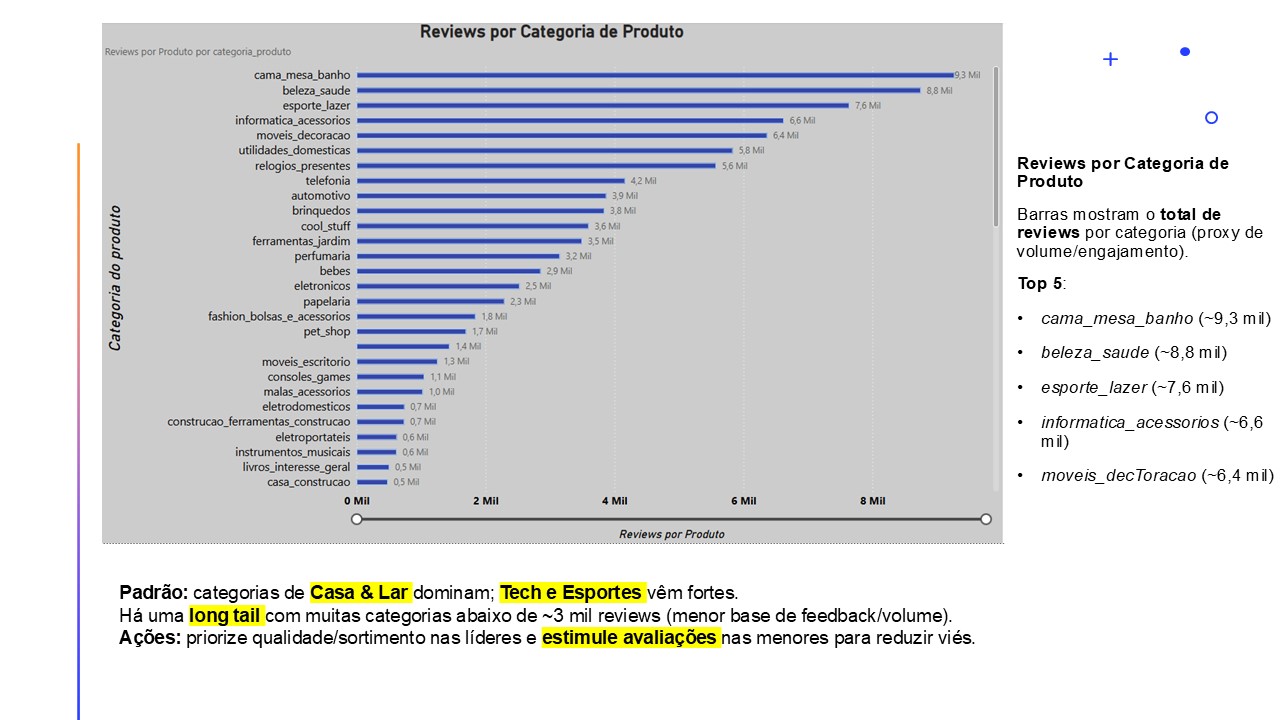 Reviews por Categoria de Produto
Reviews por Produto por categoria_produto
Categoria do produto
cama_mesa_banho 9,3 Mil
beleza_saude 8,8 Mil
esporte_lazer 7,6 Mil
informatica_acessorios 6,6 Mil
moveis_decoracao 6,4 Mil
utilidades_domesticas 5,8 Mil
relogios_presentes 5,6 Mil
telefonia 4,2 Mil
automotivo 3,9 Mil
brinquedos 3,8 Mil
cool_stuff 3,6 Mil
ferramentas_jardim 3,5 Mil
perfumaria 3,2 Mil
bebes 2,9 Mil
eletronicos 2,5 Mil
papelaria 2,3 Mil
fashion_bolsas_e_acessorios 1,8 Mil
pet_shop 1,7 Mil
1,4 Mil
moveis_escritorio 1,3 Mil
consoles_games 1,1 Mil
malas_acessorios 1,0 Mil
eletrodomesticos 0,7 Mil
construcao_ferramentas_construcao 0,7 Mil
eletroportateis 0,6 Mil
instrumentos_musicais 0,6 Mil
livros_interesse_geral 0,5 Mil
casa_construcao 0,5 Mil
0 Mil 2 Mil 4 Mil 6 Mil 8 Mil
Reviews por Produto
Reviews por Categoria de
Produto
Barras mostram o total de
reviews por categoria (proxy de
volume/engajamento).
Top 5:
• cama_mesa_banho (~9,3 mil)
• beleza_saude (~8,8 mil)
• esporte_lazer (~7,6 mil)
• informatica_acessorios (~6,6
mil)
• moveis_decToracao (~6,4 mil)
Padrão: categorias de Casa & Lar dominam; Tech e Esportes vêm fortes.
Há uma long tail com muitas categorias abaixo de ~3 mil reviews (menor base de feedback/volume).
Ações: priorize qualidade/sortimento nas líderes e estimule avaliações nas menores para reduzir viés.